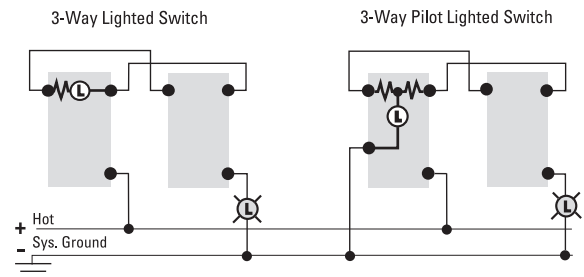 3-Way Lighted Switch
3-Way Pilot Lighted Switch
L
L
L
L
+ Hot
- Sys. Ground